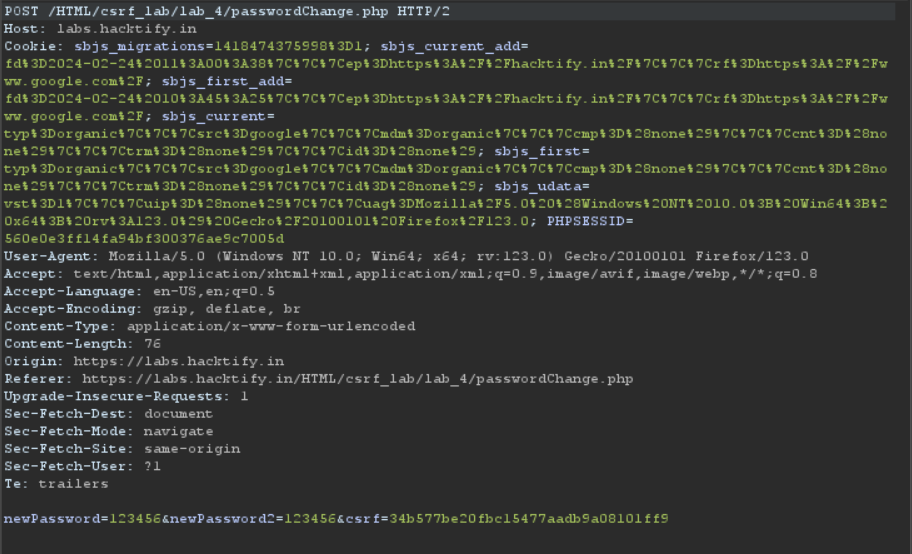 POST /HTML/csrf_lab/lab_4/passwordChange.php HTTP/2
Host: labs.hacktify.in
Cookie: sbjs_migrations=1418474375998%3D1; sbjs_current_add=
fd%3D2024-02-24%2011%3A00%3A38%7C%7C%7Cep%3Dhttps%3A%2F%2Fhacktify.in%2F%7C%7C%7Crf%3Dhttps%3A%2F%2Fw
ww.google.com%2F; sbjs_first_add=
fd%3D2024-02-24%2010%3A45%3A25%7C%7C%7Cep%3Dhttps%3A%2F%2Fhacktify.in%2F%7C%7C%7Crf%3Dhttps%3A%2F%2Fw
ww.google.com%2F; sbjs_current=
typ%3Dorganic%7C%7C%7Csrc%3Dgoogle%7C%7C%7Cmdm%3Dorganic%7C%7C%7Ccmp%3D%28none%29%7C%7C%7Ccnt%3D%28no
ne%29%7C%7C%7Ctrm%3D%28none%29%7C%7C%7Cid%3D%28none%29; sbjs_first=
typ%3Dorganic%7C%7C%7Csrc%3Dgoogle%7C%7C%7Cmdm%3Dorganic%7C%7C%7Ccmp%3D%28none%29%7C%7C%7Ccnt%3D%28no
ne%29%7C%7C%7Ctrm%3D%28none%29%7C%7C%7Cid%3D%28none%29; sbjs_udata=
vst%3D1%7C%7C%7Cuip%3D%28none%29%7C%7C%7Cuag%3DMozilla%2F5.0%20%28Windows%20NT%2010.0%3B%20Win64%3B%2
0x64%3B%20rv%3A123.0%29%20Gecko%2F20100101%20Firefox%2F123.0; PHPSESSID=
560e0e3ff14fa94bf300376ae9c7005d
User-Agent: Mozilla/5.0 (Windows NT 10.0; Win64; x64; rv:123.0) Gecko/20100101 Firefox/123.0
Accept: text/html,application/xhtml+xml,application/xml;q=0.9,image/avif,image/webp,*/*;q=0.8
Accept-Language: en-US,en;q=0.5
Accept-Encoding: gzip, deflate, br
Content-Type: application/x-www-form-urlencoded
Content-Length: 76
Origin: https://labs.hacktify.in
Referer: https://labs.hacktify.in/HTML/csrf_lab/lab_4/passwordChange.php
Upgrade-Insecure-Requests: 1
Sec-Fetch-Dest: document
Sec-Fetch-Mode: navigate
Sec-Fetch-Site: same-origin
Sec-Fetch-User: ?1
Te: trailers
newPassword=123456&newPassword2=123456&csrf=34b577be20fbc15477aadb9a08101ff9